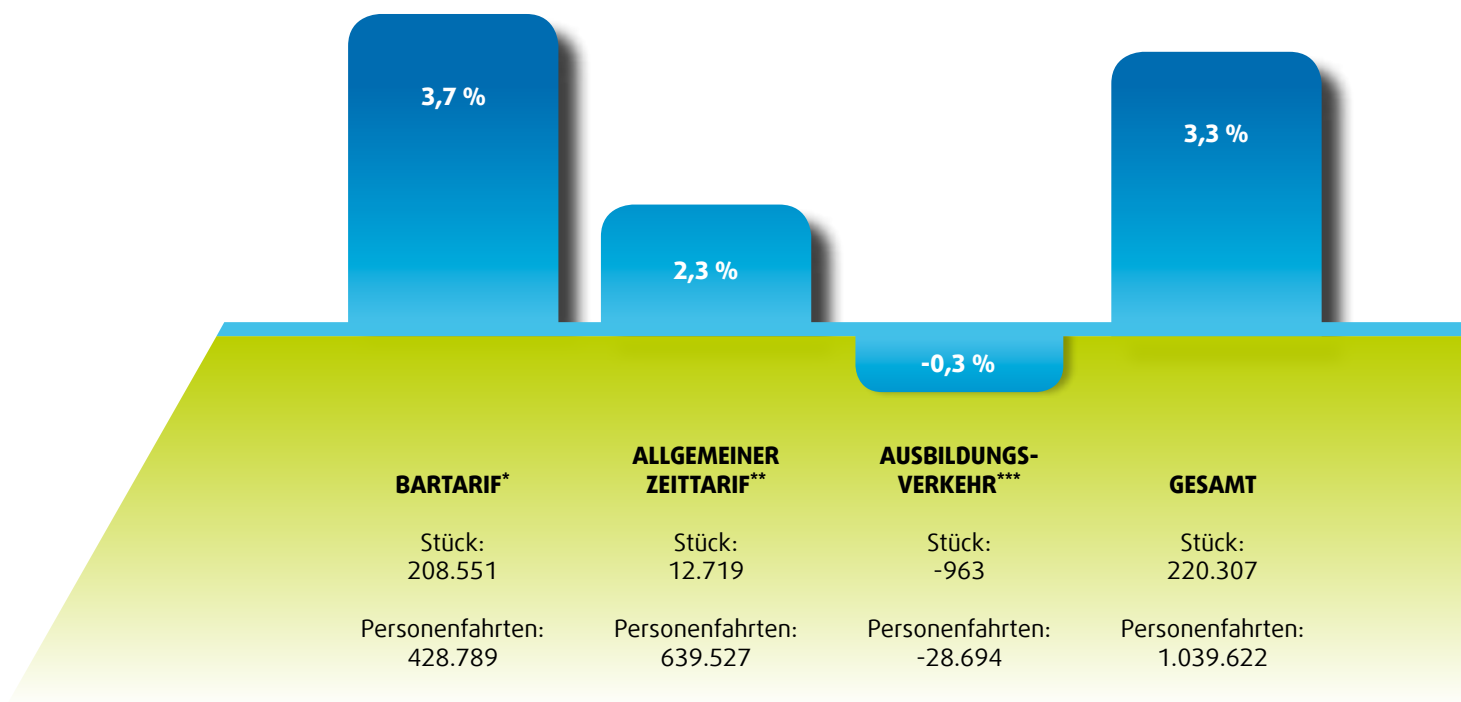 3,7 %
2,3 %
-0,3 %
3,3 %
BARTARIF*
Stück:
208.551
Personenfahrten:
428.789
ALLGEMEINER
ZEITTARIF**
Stück:
12.719
Personenfahrten:
639.527
AUSBILDUNGS-
VERKEHR***
Stück:
-963
Personenfahrten:
-28.694
GESAMT
Stück:
220.307
Personenfahrten:
1.039.622